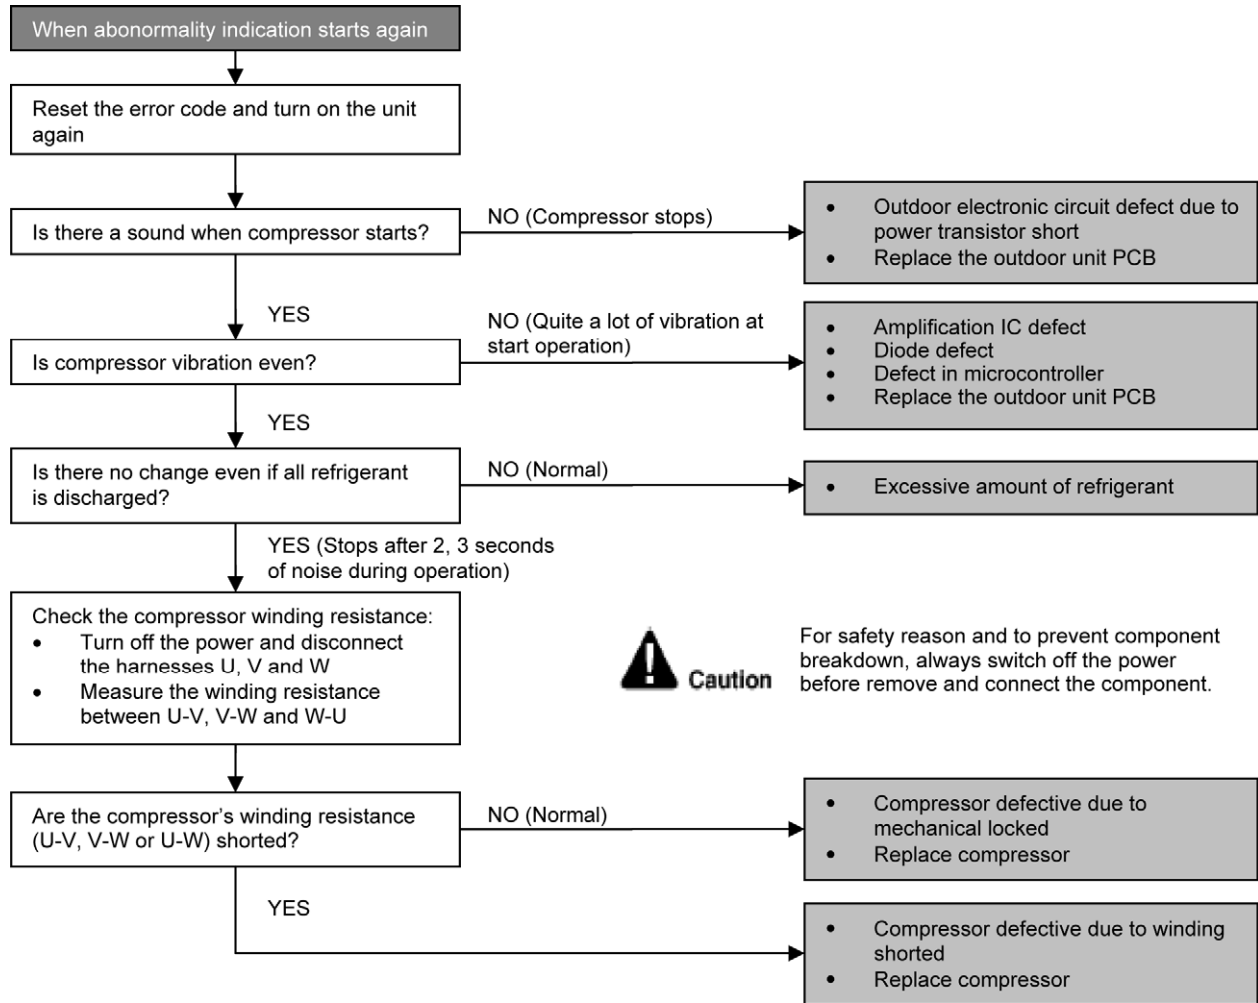 When abonormality indication starts again
Reset the error code and turn on the unit
again
Is there a sound when compressor starts?
NO (Compressor stops)
• Outdoor electronic circuit defect due to
power transistor short
• Replace the outdoor unit PCB
YES
NO (Quite a lot of vibration at
start operation)
Is compressor vibration even?
• Amplification IC defect
• Diode defect
• Defect in microcontroller
• Replace the outdoor unit PCB
YES
Is there no change even if all refrigerant
is discharged?
NO (Normal)
• Excessive amount of refrigerant
YES (Stops after 2, 3 seconds
of noise during operation)
Check the compressor winding resistance:
• Turn off the power and disconnect
the harnesses U, V and W
• Measure the winding resistance
between U-V, V-W and W-U
Caution
For safety reason and to prevent component
breakdown, always switch off the power
before remove and connect the component.
Are the compressor’s winding resistance
(U-V, V-W or U-W) shorted?
NO (Normal)
• Compressor defective due to
mechanical locked
• Replace compressor
YES
• Compressor defective due to winding
shorted
• Replace compressor